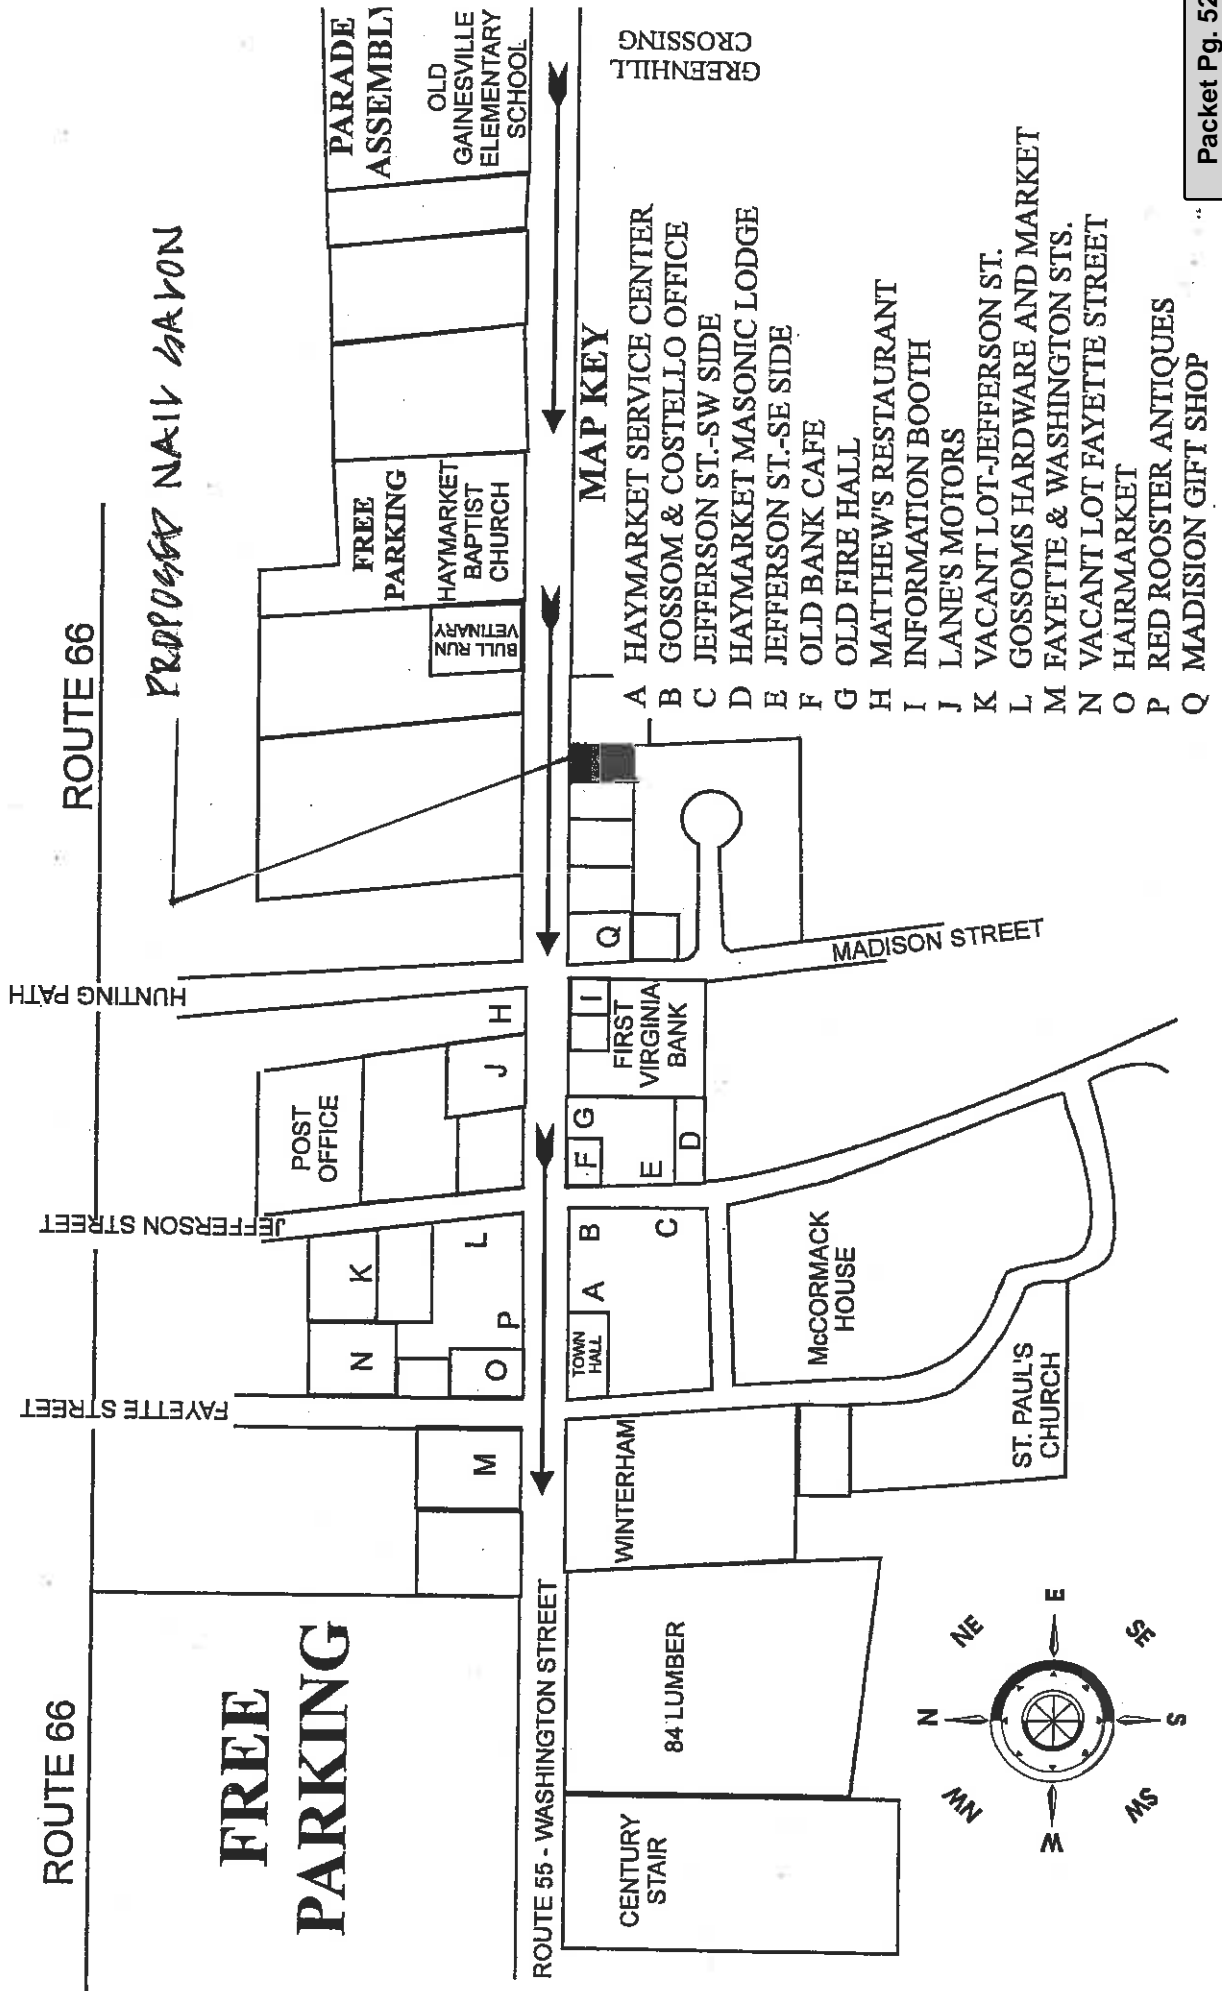 ROUTE 66
ROUTE 66
PROPOSED NAIL SALON
FREE
PARKING
PARADE
ASSEMBLY
OLD
GAINESVILLE
ELEMENTARY
SCHOOL
FREE
PARKING
HAYMARKET
BAPTIST
CHURCH
BULL RUN
VETINARY
HUNTING PATH
JEFFERSON STREET
FAYETTE STREET
POST
OFFICE
H
J
K
L
N
P
O
M
ROUTE 55 - WASHINGTON STREET
GREENHILL
CROSSING
Q
I
FIRST
VIRGINIA
BANK
G
F
E
D
B
A
C
TOWN
HALL
MADISON STREET
McCORMACK
HOUSE
WINTERHAM
ST. PAUL'S
CHURCH
84 LUMBER
CENTURY
STAIR
N
NE
E
SE
S
SW
W
NW
MAP KEY
A HAYMARKET SERVICE CENTER
B GOSSOM & COSTELLO OFFICE
C JEFFERSON ST.-SW SIDE
D HAYMARKET MASONIC LODGE
E JEFFERSON ST.-SE SIDE
F OLD BANK CAFE
G OLD FIRE HALL
H MATTHEW'S RESTAURANT
I INFORMATION BOOTH
J LANE'S MOTORS
K VACANT LOT-JEFFERSON ST.
L GOSSOMS HARDWARE AND MARKET
M FAYETTE & WASHINGTON STS.
N VACANT LOT FAYETTE STREET
O HAIRMARKET
P RED ROOSTER ANTIQUES
Q MADISION GIFT SHOP
Packet Pg. 52